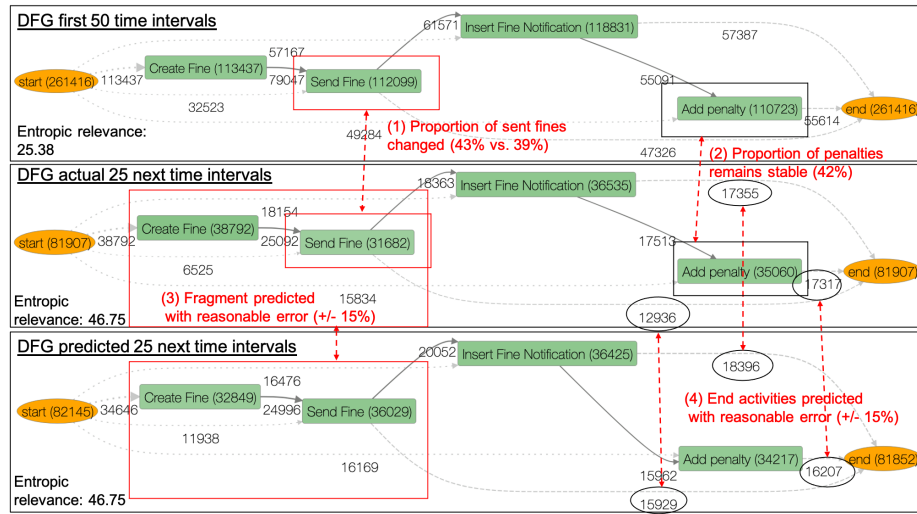 DFG first 50 time intervals
61571
Insert Fine Notification (118831)
57387
57167
Create Fine (113437)
start (261416)
113437
79047
Send Fine (112099)
55091
Add penalty (110723)
end (261416)
32523
55614
Entropic relevance:
25.38
49284
(1) Proportion of sent fines
changed (43% vs. 39%)
47326
(2) Proportion of penalties
remains stable (42%)
DFG actual 25 next time intervals
18363
Insert Fine Notification (36535)
17355
18154
Create Fine (38792)
start (81907)
38792
25092
Send Fine (31682)
17513
6525
Add penalty (35060)
end (81907)
17317
(3) Fragment predicted
with reasonable error (+/- 15%)
15834
12936
Entropic
relevance: 46.75
DFG predicted 25 next time intervals
20052
Insert Fine Notification (36425)
18396
16476
Create Fine (32849)
start (82145)
34646
24996
Send Fine (36029)
(4) End activities predicted
with reasonable error (+/- 15%)
11938
16169
Add penalty (34217)
end (81852)
15962
16207
Entropic
relevance: 46.75
15929